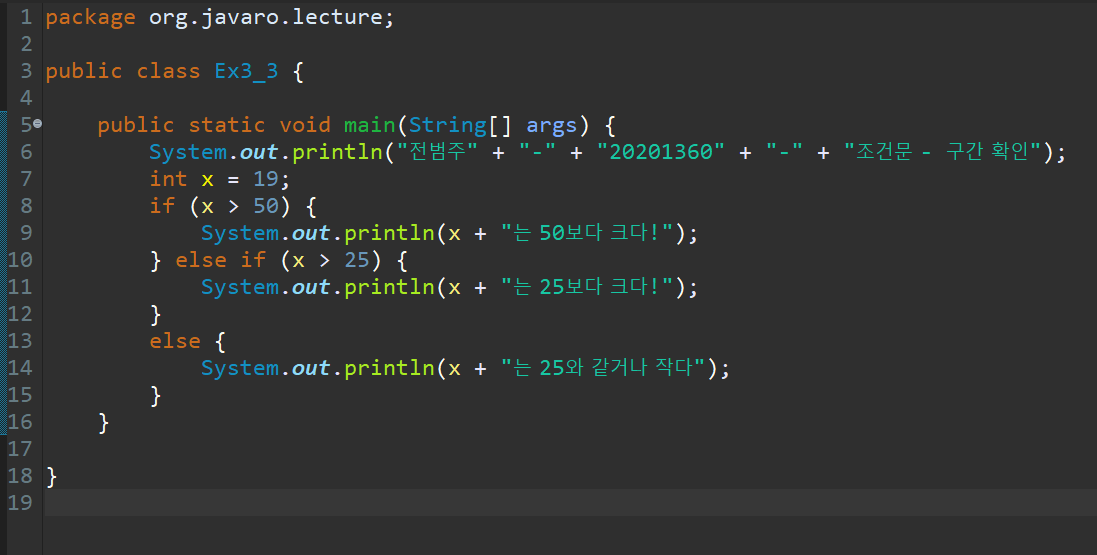 1 package org.javaro.lecture;
2
3 public class Ex3_3 {
4
5     public static void main(String[] args) {
6         System.out.println("전범주" + "-" + "20201360" + "-" + "조건문 - 구간 확인");
7         int x = 19;
8         if (x > 50) {
9             System.out.println(x + "는 50보다 크다!");
10         } else if (x > 25) {
11             System.out.println(x + "는 25보다 크다!");
12         }
13         else {
14             System.out.println(x + "는 25와 같거나 작다");
15         }
16     }
17
18 }
19